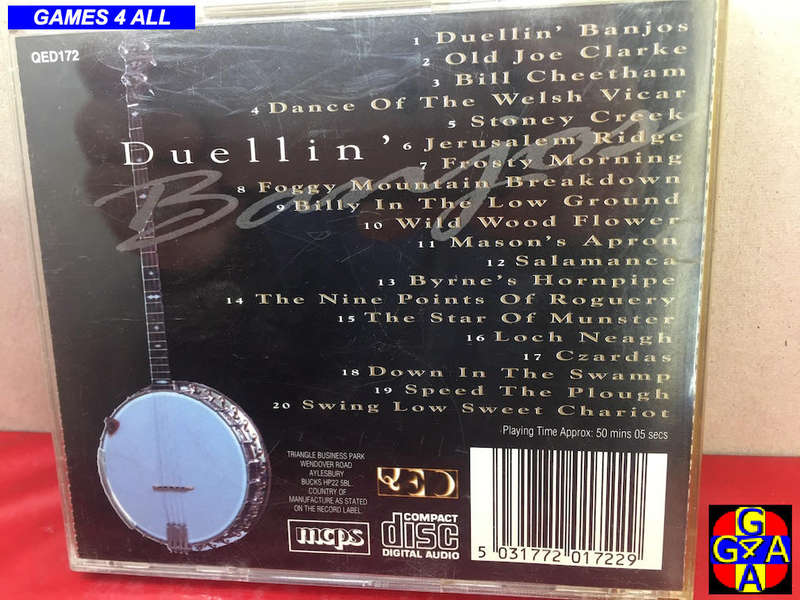 GAMES 4 ALL
QED172
1 Duellin' Banjos
2 Old Joe Clarke
3 Bill Cheetham
4 Dance Of The Welsh Vicar
5 Stoney Creek
6 Jerusalem Ridge
7 Frosty Morning
8 Foggy Mountain Breakdown
9 Billy In The Low Ground
10 Wild Wood Flower
11 Mason's Apron
12 Salamanca
13 Byrne's Hornpipe
14 The Nine Points Of Roguery
15 The Star Of Munster
16 Loch Neagh
17 Czardas
18 Down In The Swamp
19 Speed The Plough
20 Swing Low Sweet Chariot
Duellin'
Banjos
Playing Time Approx: 50 mins 05 secs
TRIANGLE BUSINESS PARK
WENDOVER ROAD
AYLESBURY
BUCKS HP22 5BL
COUNTRY OF
MANUFACTURE AS STATED
ON THE RECORD LABEL
QED
mcps
COMPACT
disc
DIGITAL AUDIO
5 031772 017229
G
G4A
A